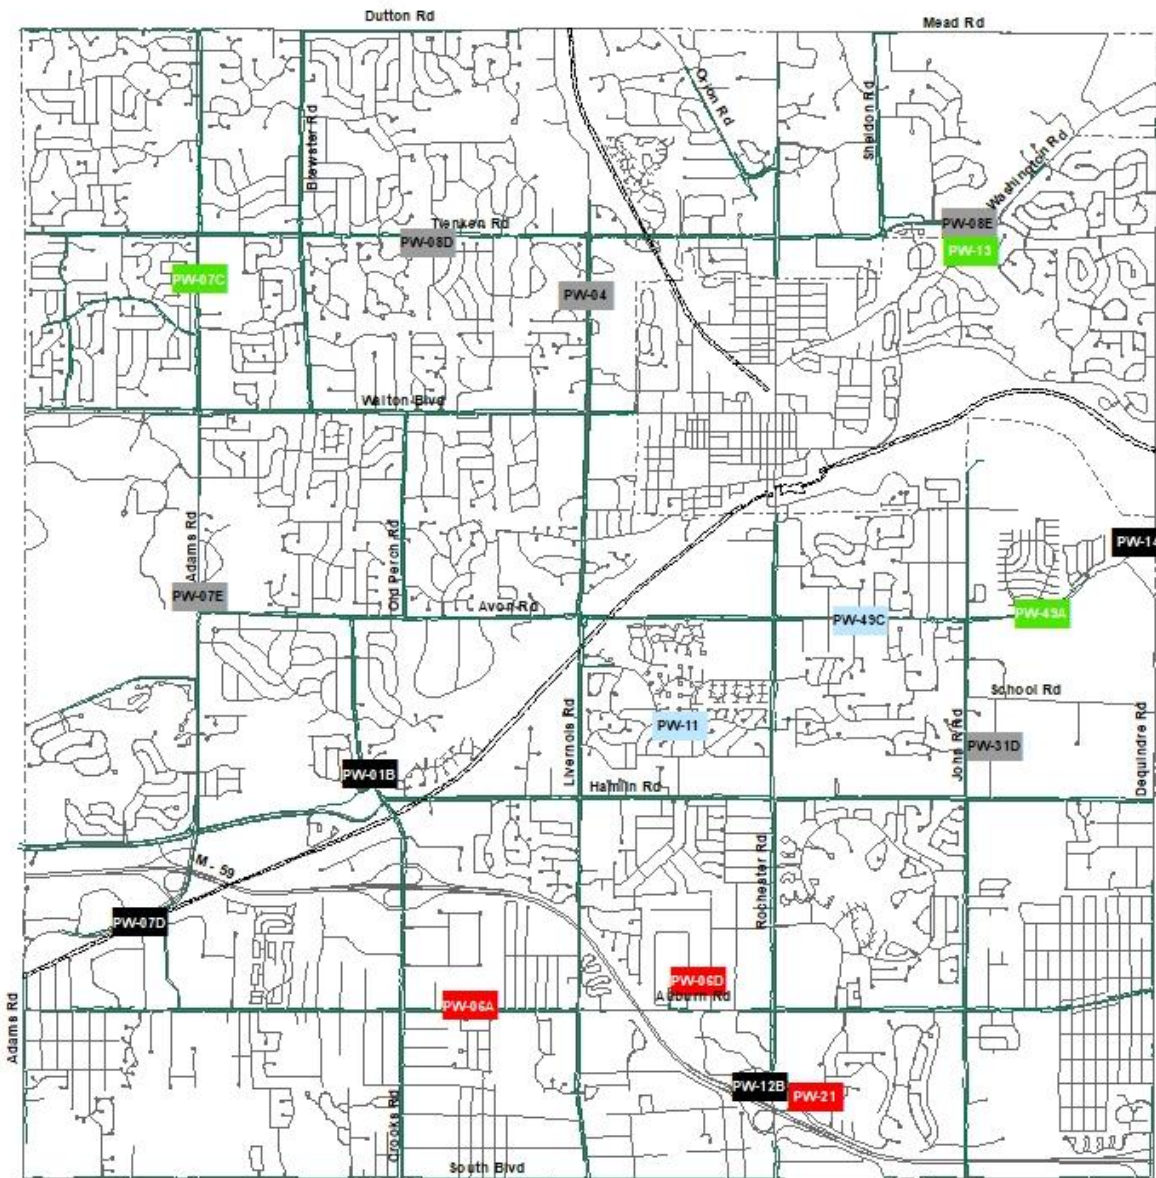 Dutton Rd
Mead Rd
Orion Rd
Sheldon Rd
Brewster Rd
Washington Rd
Tienken Rd
PW-08E
PW-08D
PW-13
PW-07C
PW-04
Walton Blvd
Adams Rd
Old Perch Rd
PW-14
PW-07E
Avon Rd
PW-49C
PW-49A
School Rd
Livernois Rd
PW-11
John R Rd
PW-31D
Dequindre Rd
PW-01B
Hamlin Rd
M - 59
Rochester Rd
PW-07D
PW-06D
PW-06A
Auburn Rd
Adams Rd
PW-12B
PW-21
Crooks Rd
South Blvd